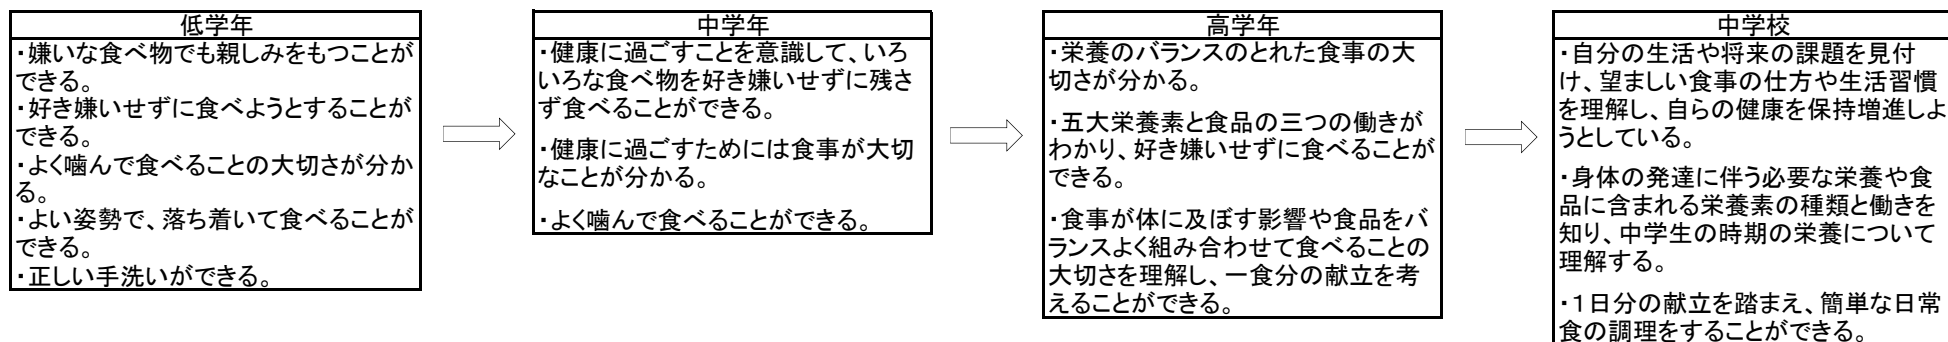 低学年
・嫌いな食べ物でも親しみをもつことが
できる。
・好き嫌いせずに食べようとすることが
できる。
・よく噛んで食べることの大切さが分か
る。
・よい姿勢で、落ち着いて食べることが
できる。
・正しい手洗いができる。
中学年
・健康に過ごすことを意識して、いろ
いろな食べ物を好き嫌いせずに残さ
ず食べることができる。
・健康に過ごすためには食事が大切
なことが分かる。
・よく噛んで食べることができる。
高学年
・栄養のバランスのとれた食事の大
切さが分かる。
・五大栄養素と食品の三つの働きが
わかり、好き嫌いせずに食べることが
できる。
・食事が体に及ぼす影響や食品をバ
ランスよく組み合わせて食べることの
大切さを理解し、一食分の献立を考
えることができる。
中学校
・自分の生活や将来の課題を見付
け、望ましい食事の仕方や生活習慣
を理解し、自らの健康を保持増進しよ
うとしている。
・身体の発達に伴う必要な栄養や食
品に含まれる栄養素の種類と働きを
知り、中学生の時期の栄養について
理解する。
・１日分の献立を踏まえ、簡単な日常
食の調理をすることができる。